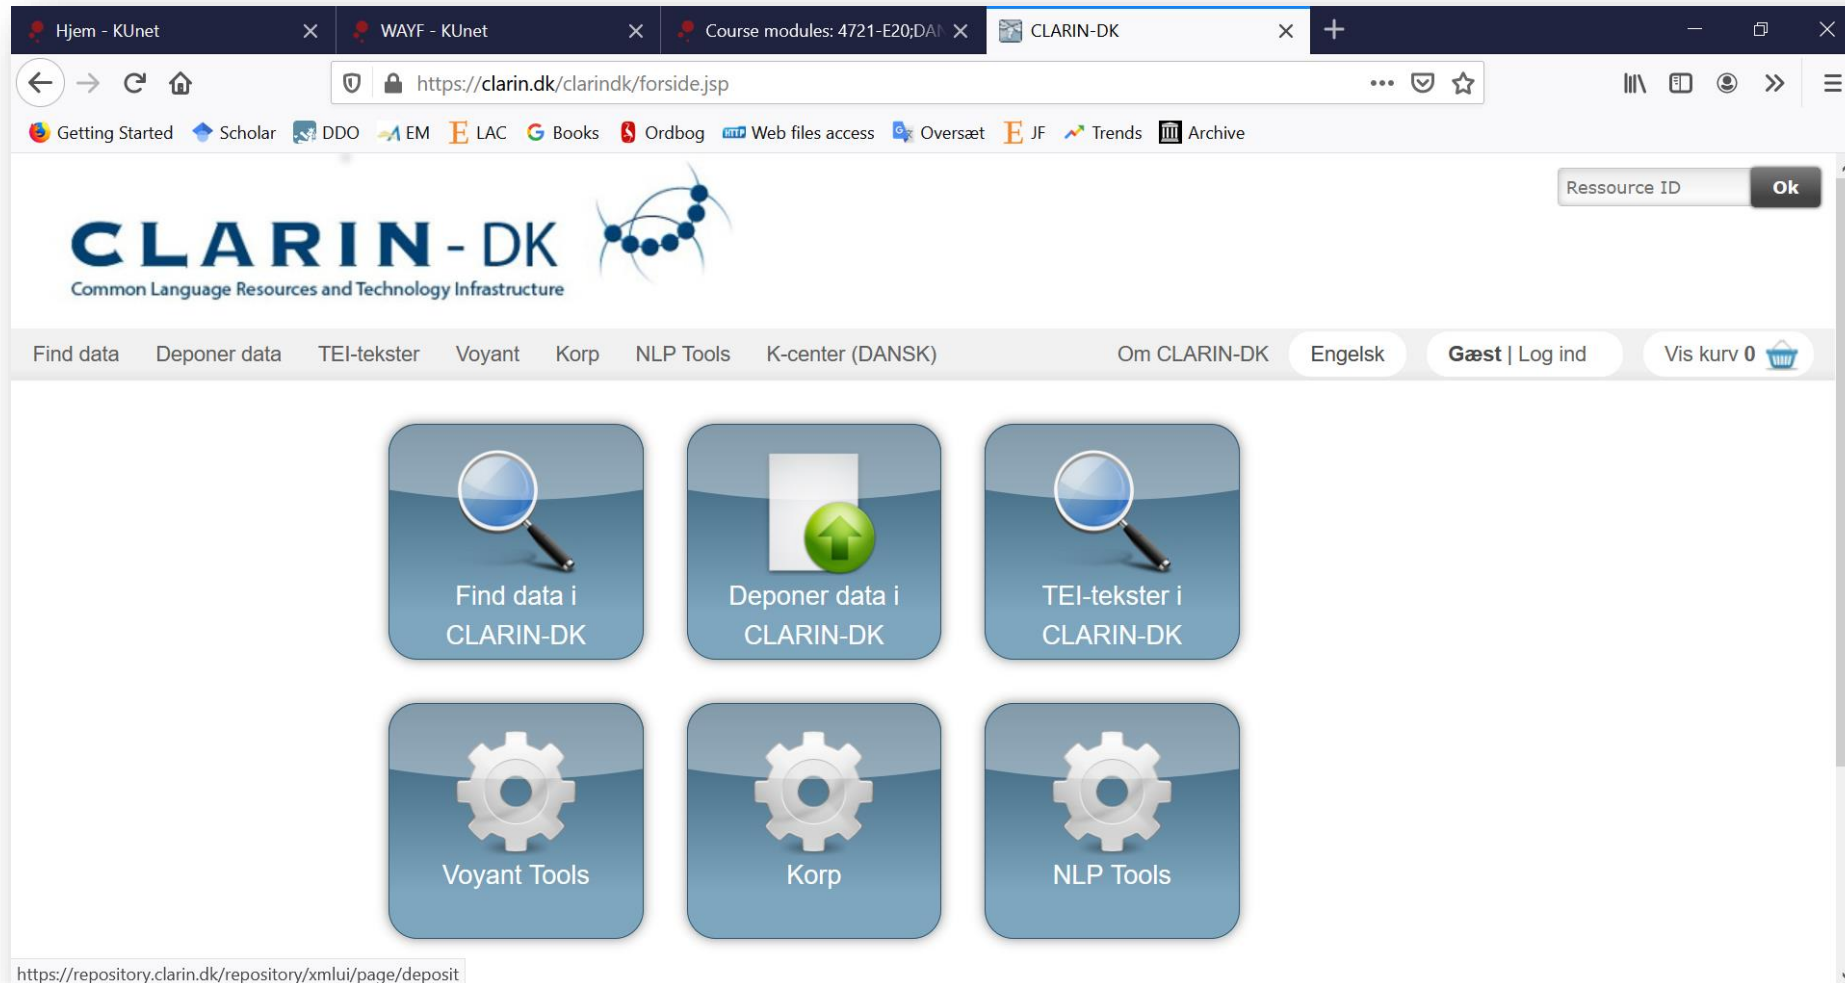 Hjem - KUnet
WAYF - KUnet
Course modules: 4721-E20;DAN
CLARIN-DK
https://clarin.dk/clarindk/forside.jsp
Getting Started Scholar DDO EM LAC Books Ordbog Web files access Oversæt JF Trends Archive
Ressource ID Ok
CLARIN-DK
Common Language Resources and Technology Infrastructure
Find data Deponer data TEI-tekster Voyant Korp NLP Tools K-center (DANSK) Om CLARIN-DK Engelsk Gæst | Log ind Vis kurv 0
Find data i
CLARIN-DK
Deponer data i
CLARIN-DK
TEI-tekster i
CLARIN-DK
Voyant Tools
Korp
NLP Tools
https://repository.clarin.dk/repository/xmlui/page/deposit